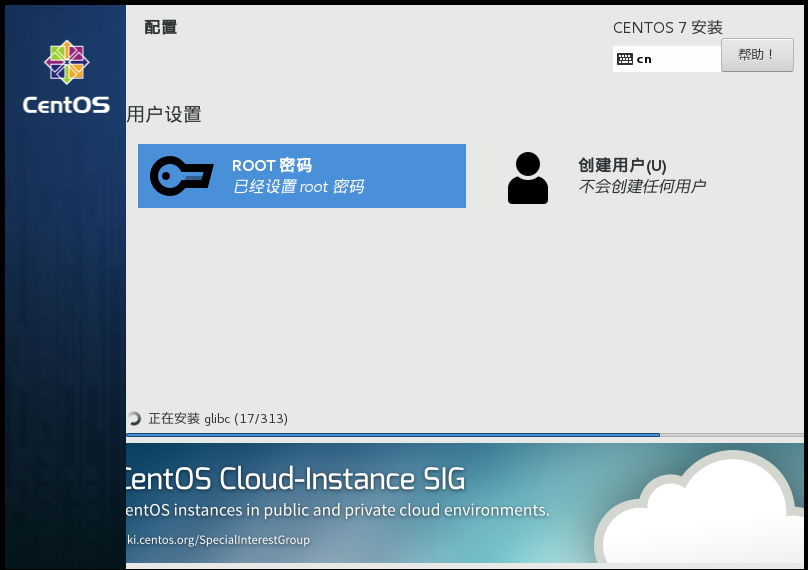 配置
CENTOS 7 安装
cn
帮助！
CentOS
用户设置
ROOT 密码
已经设置 root 密码
创建用户(U)
不会创建任何用户
正在安装 glibc (17/313)
CentOS Cloud-Instance SIG
entOS instances in public and private cloud environments.
ki.centos.org/SpecialInterestGroup